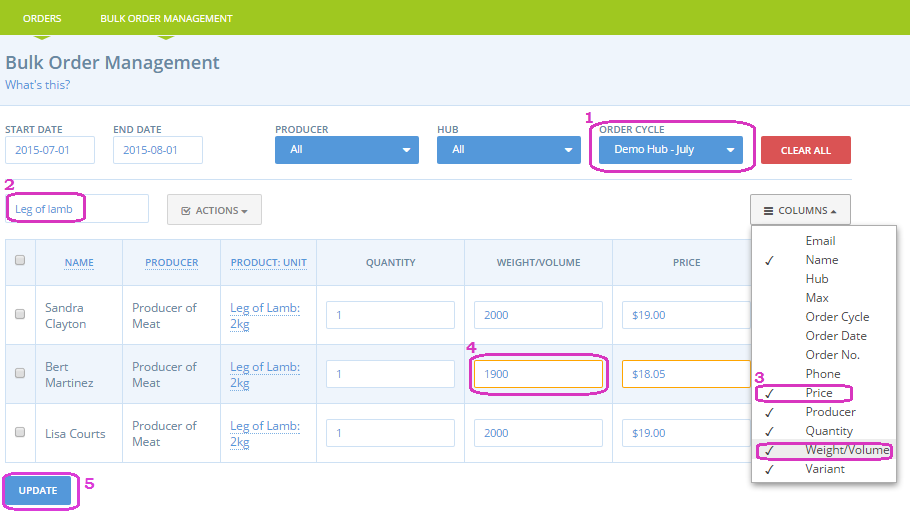 ORDERS BULK ORDER MANAGEMENT
Bulk Order Management
What's this?
1
START DATE END DATE PRODUCER HUB ORDER CYCLE
2015-07-01 2015-08-01 All All Demo Hub - July CLEAR ALL
2
Leg of lamb ACTIONS COLUMNS
NAME PRODUCER PRODUCT: UNIT QUANTITY WEIGHT/VOLUME PRICE
Sandra Clayton Producer of Meat Leg of Lamb: 2kg 1 2000 $19.00
4
Bert Martinez Producer of Meat Leg of Lamb: 2kg 1 1900 $18.05
Lisa Courts Producer of Meat Leg of Lamb: 2kg 1 2000 $19.00
Email
Name
Hub
Max
Order Cycle
Order Date
Order No.
Phone
3
Price
Producer
Quantity
Weight/Volume
Variant
UPDATE 5